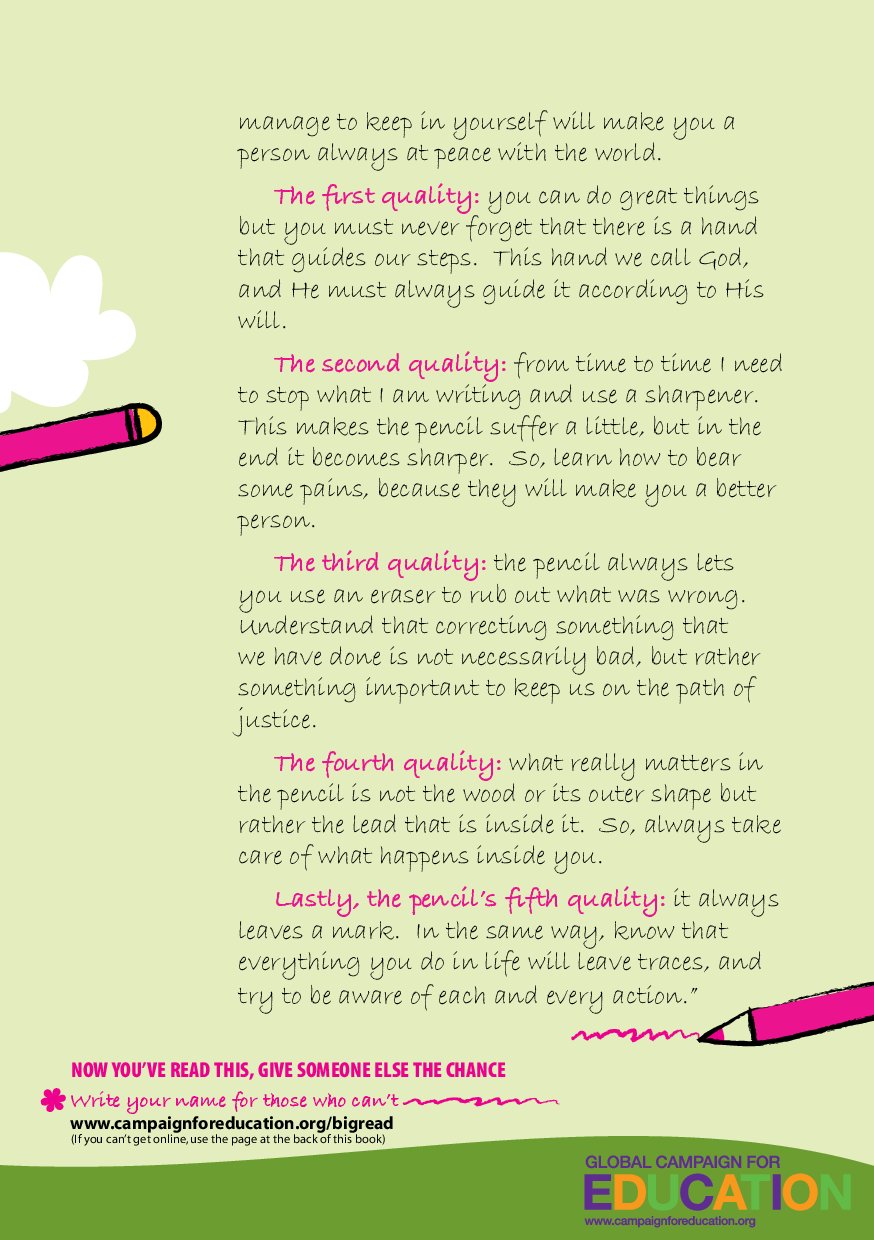 manage to keep in yourself will make you a
person always at peace with the world.
The first quality: you can do great things
but you must never forget that there is a hand
that guides our steps.  This hand we call God,
and He must always guide it according to His
will.
The second quality: from time to time I need
to stop what I am writing and use a sharpener.
This makes the pencil suffer a little, but in the
end it becomes sharper.  So, learn how to bear
some pains, because they will make you a better
person.
The third quality: the pencil always lets
you use an eraser to rub out what was wrong.
Understand that correcting something that
we have done is not necessarily bad, but rather
something important to keep us on the path of
justice.
The fourth quality: what really matters in
the pencil is not the wood or its outer shape but
rather the lead that is inside it.  So, always take
care of what happens inside you.
Lastly, the pencil's fifth quality: it always
leaves a mark.  In the same way, know that
everything you do in life will leave traces, and
try to be aware of each and every action."
NOW YOU'VE READ THIS, GIVE SOMEONE ELSE THE CHANCE
Write your name for those who can't
www.campaignforeducation.org/bigread
(If you can't get online, use the page at the back of this book)
GLOBAL CAMPAIGN FOR
EDUCATION
www.campaignforeducation.org